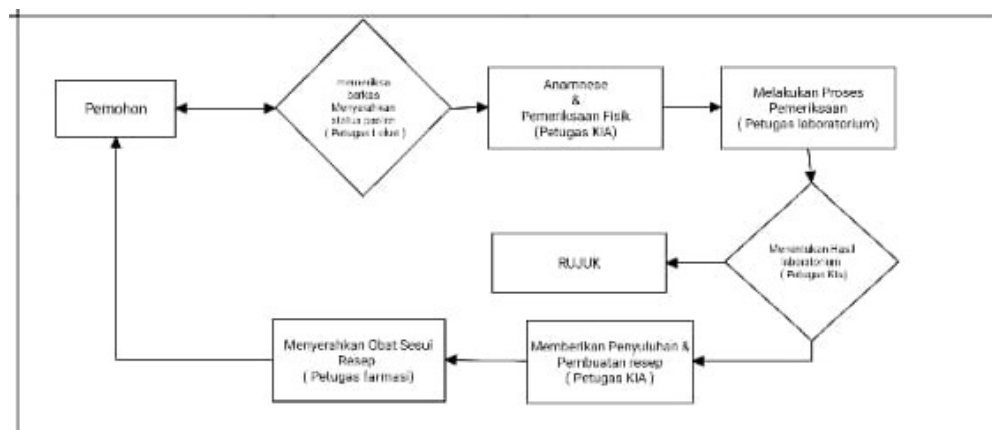 Pemohon
memeriksa
berkas
Menyerahkan
status pasien
( Petugas Loket )
Anamnese
&
Pemeriksaan Fisik
(Petugas KIA)
Melakukan Proses
Pemeriksaan
( Petugas laboratorium)
Menentukan Hasil
laboratorium
( Petugas KIa)
RUJUK
Memberikan Penyuluhan &
Pembuatan resep
( Petugas KIA )
Menyerahkan Obat Sesui
Resep
( Petugas farmasi)